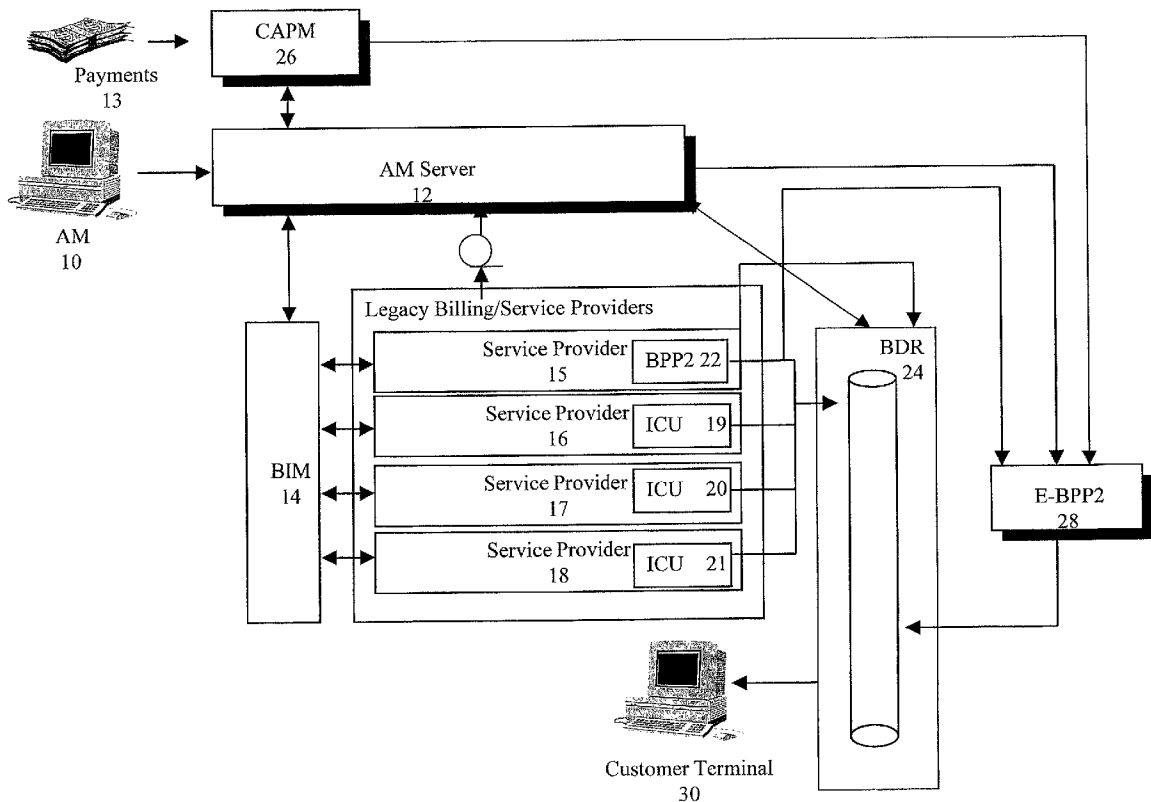 CAPM
26
Payments
13
AM Server
12
AM
10
Legacy Billing/Service Providers
Service Provider
15
BPP2 22
Service Provider
16
ICU 19
Service Provider
17
ICU 20
Service Provider
18
ICU 21
BIM
14
BDR
24
E-BPP2
28
Customer Terminal
30